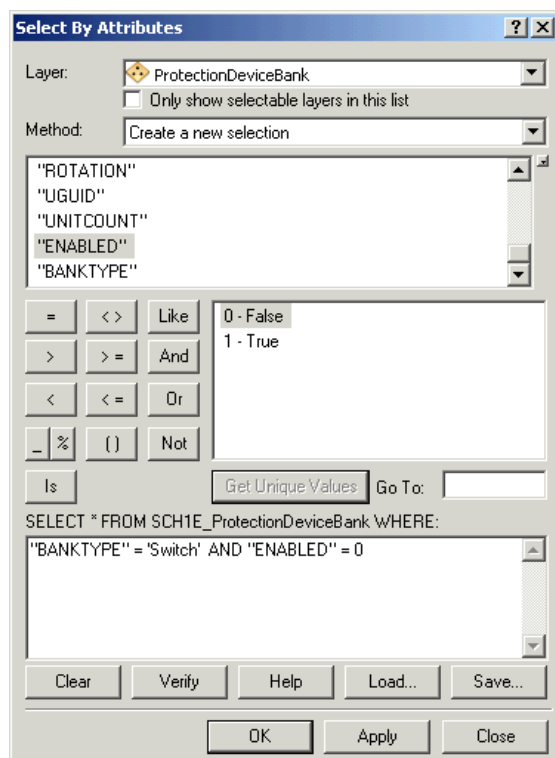 Select By Attributes ? X
Layer: ProtectionDeviceBank
Only show selectable layers in this list
Method: Create a new selection
"ROTATION"
"UGUID"
"UNITCOUNT"
"ENABLED"
"BANKTYPE"
= < > Like
> > = And
< < = Or
_ % ( ) Not
Is
0 - False
1 - True
Get Unique Values Go To:
SELECT * FROM SCH1E_ProtectionDeviceBank WHERE:
"BANKTYPE" = 'Switch' AND "ENABLED" = 0
Clear Verify Help Load... Save...
OK Apply Close